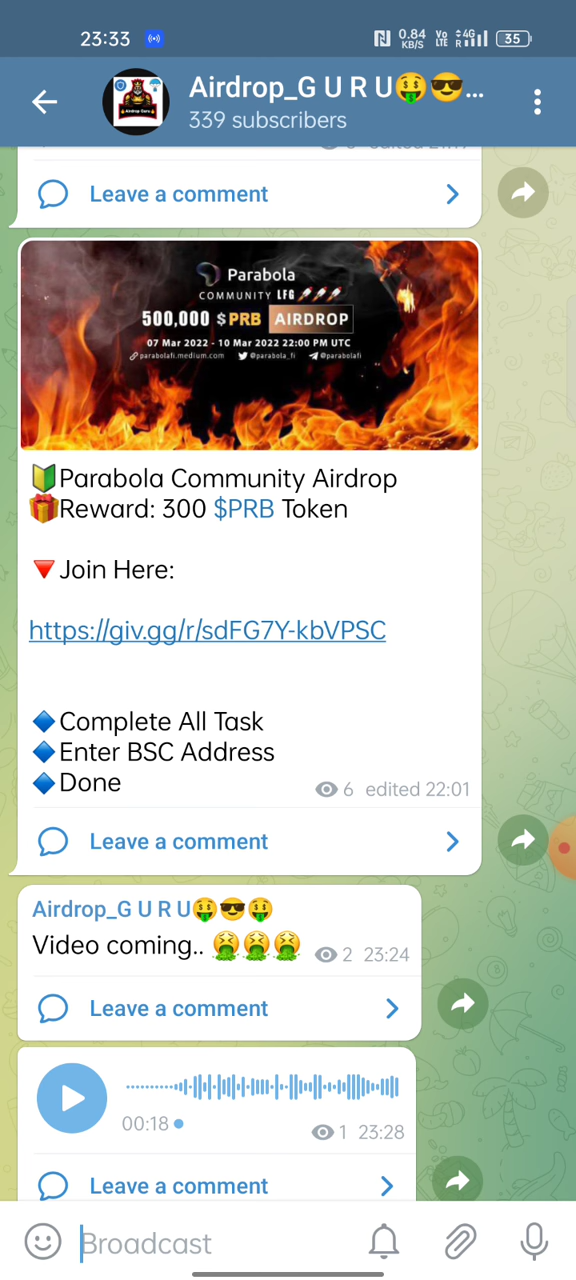 23:33
0.84
KB/S
Vo
LTE
4G
R
35
Airdrop_G U R U🤑😎...
339 subscribers
Leave a comment
Parabola
COMMUNITY LFG
500,000 $PRB AIRDROP
07 Mar 2022 - 10 Mar 2022 22:00 PM UTC
parabolafi.medium.com @parabola_fi @parabolafi
🔰Parabola Community Airdrop
🎁Reward: 300 $PRB Token
🔻Join Here:
https://giv.gg/r/sdFG7Y-kbVPSC
🔷Complete All Task
🔷Enter BSC Address
🔷Done
6 edited 22:01
Leave a comment
Airdrop_G U R U🤑😎🤑
Video coming.. 🤮🤮🤮 2 23:24
Leave a comment
00:18 1 23:28
Leave a comment
Broadcast